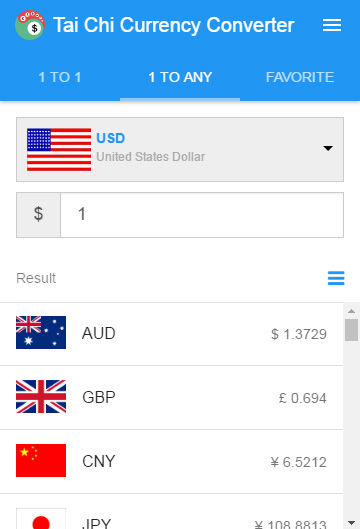 Tai Chi Currency Converter
1 TO 1
1 TO ANY
FAVORITE
USD
United States Dollar
$ 1
Result
AUD $ 1.3729
GBP £ 0.694
CNY ¥ 6.5212
JPY ¥ 108.8813